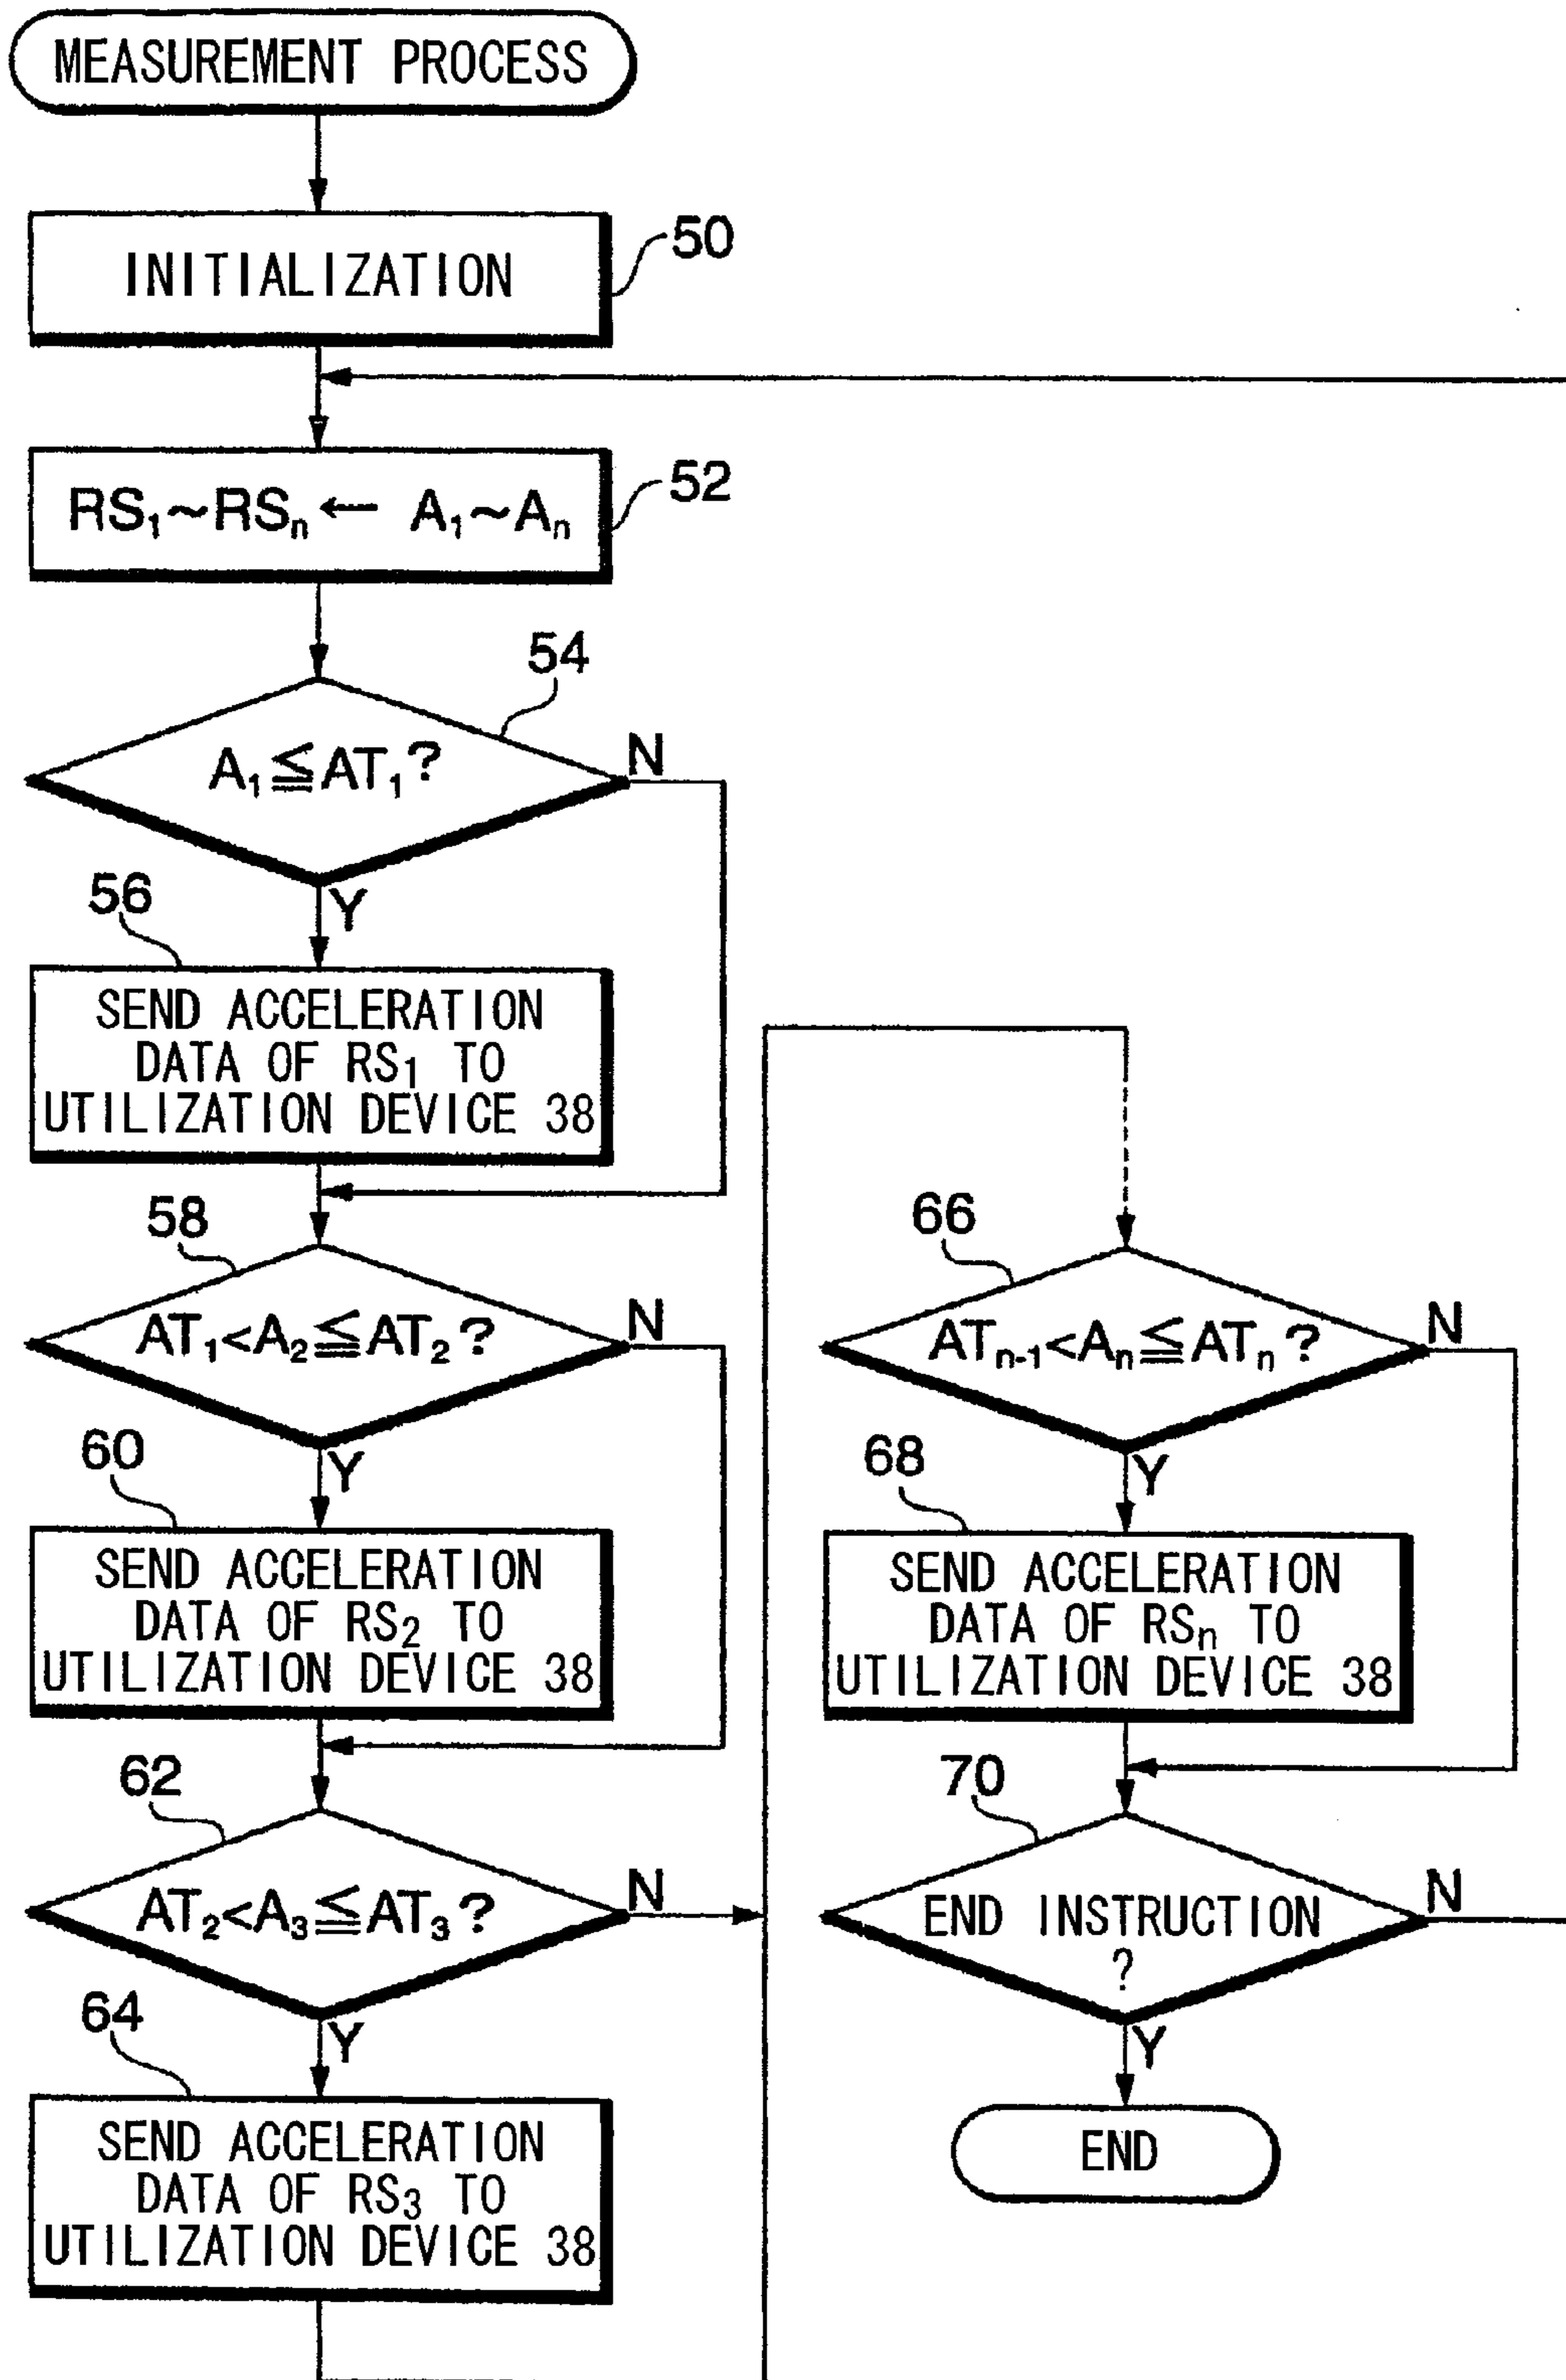 MEASUREMENT PROCESS
INITIALIZATION
50
RS₁~RSₙ ← A₁~Aₙ
52
54
A₁≦AT₁?
N
Y
56
SEND ACCELERATION
DATA OF RS₁ TO
UTILIZATION DEVICE 38
58
AT₁<A₂≦AT₂?
N
Y
60
SEND ACCELERATION
DATA OF RS₂ TO
UTILIZATION DEVICE 38
62
AT₂<A₃≦AT₃?
N
Y
64
SEND ACCELERATION
DATA OF RS₃ TO
UTILIZATION DEVICE 38
66
ATₙ₋₁<Aₙ≦ATₙ?
N
Y
68
SEND ACCELERATION
DATA OF RSₙ TO
UTILIZATION DEVICE 38
70
END INSTRUCTION
?
N
Y
END